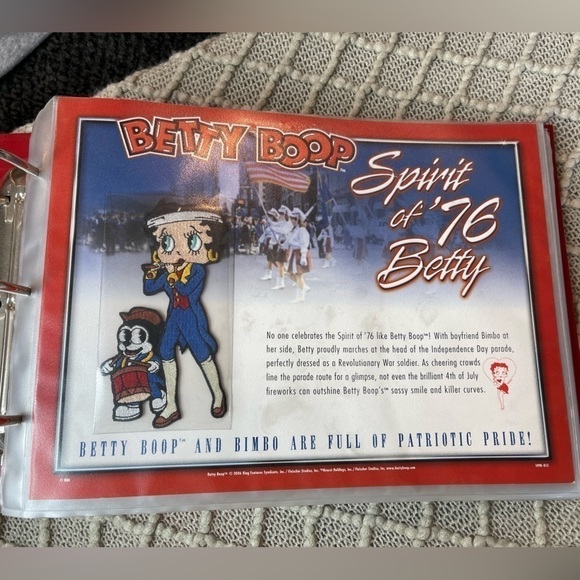 BETTY BOOP™
Spirit
of '76
Betty
No one celebrates the Spirit of '76 like Betty Boop™! With boyfriend Bimbo at
her side, Betty proudly marches at the head of the Independence Day parade,
perfectly dressed as a Revolutionary War soldier. As cheering crowds
line the parade route for a glimpse, not even the brilliant 4th of July
fireworks can outshine Betty Boop's™ sassy smile and killer curves.
BETTY BOOP™ AND BIMBO ARE FULL OF PATRIOTIC PRIDE!